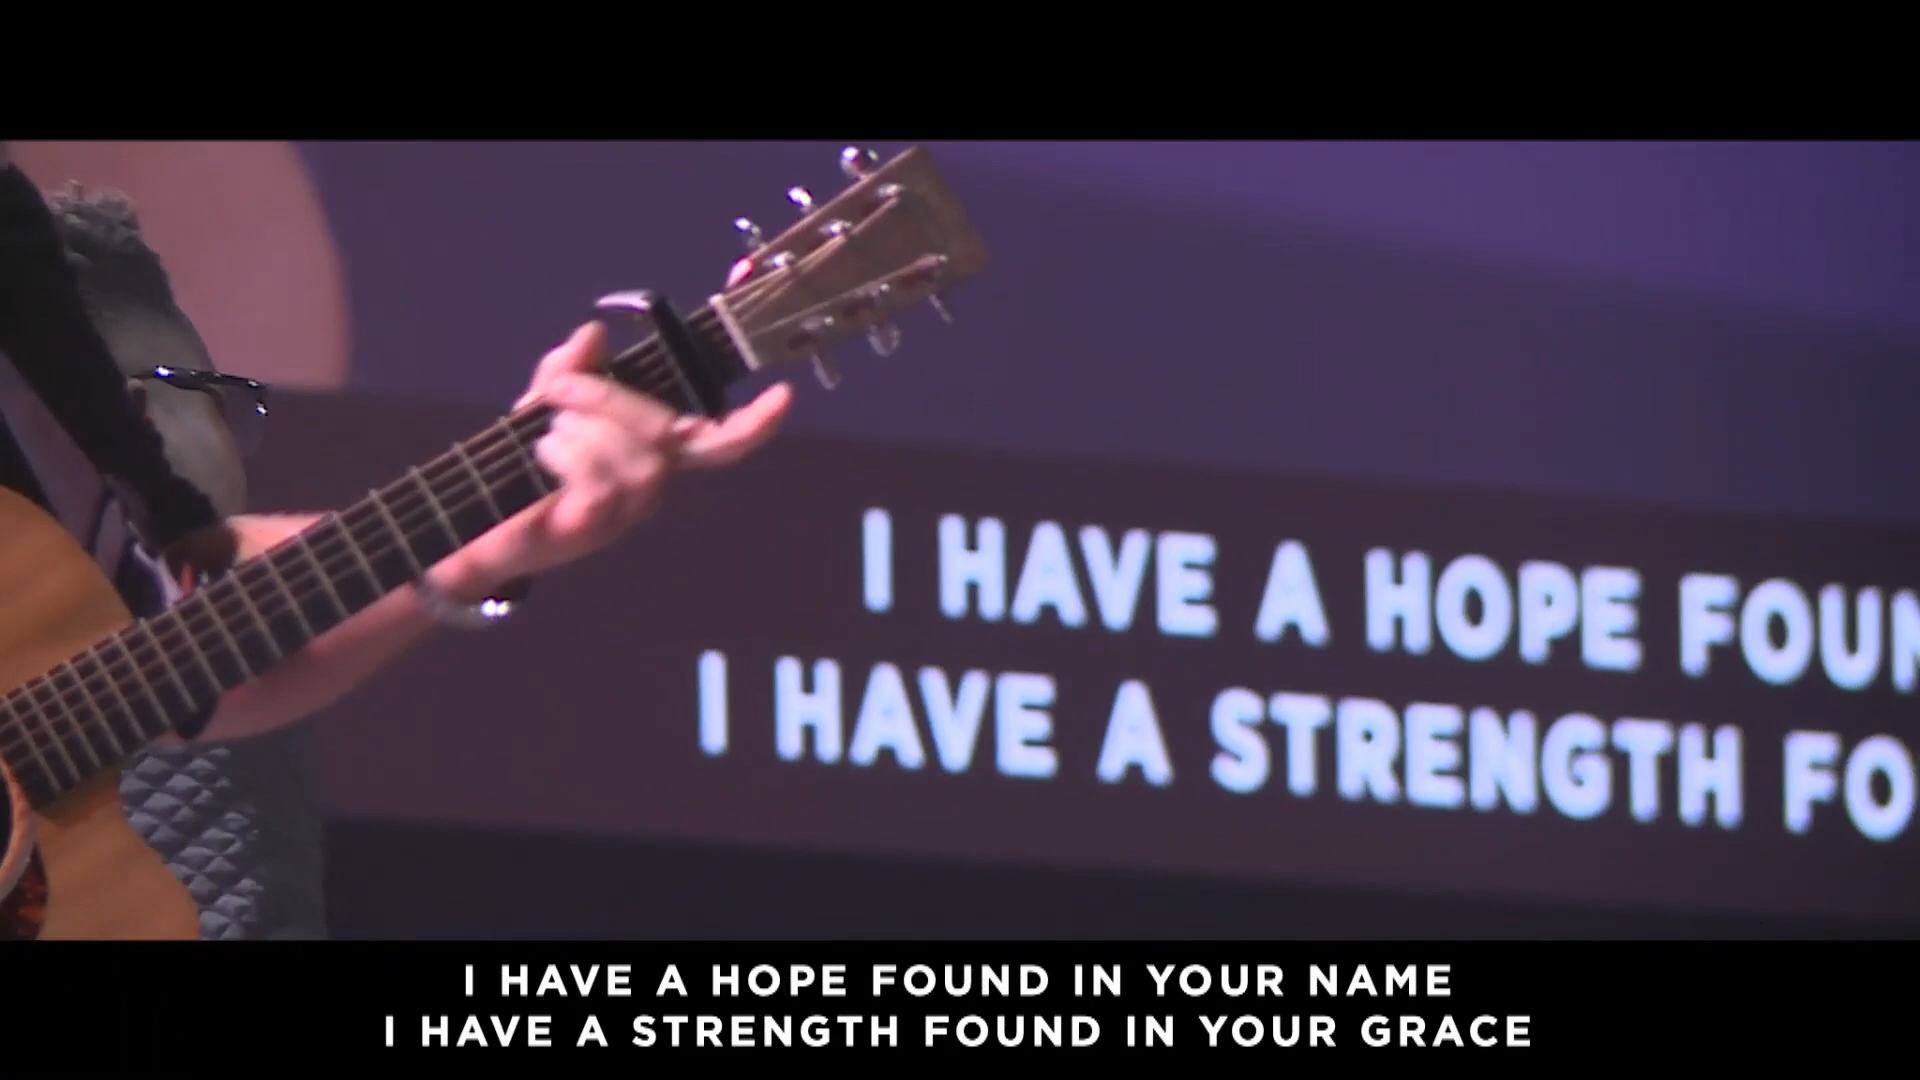 I HAVE A HOPE FOUN
I HAVE A STRENGTH FO
I HAVE A HOPE FOUND IN YOUR NAME
I HAVE A STRENGTH FOUND IN YOUR GRACE